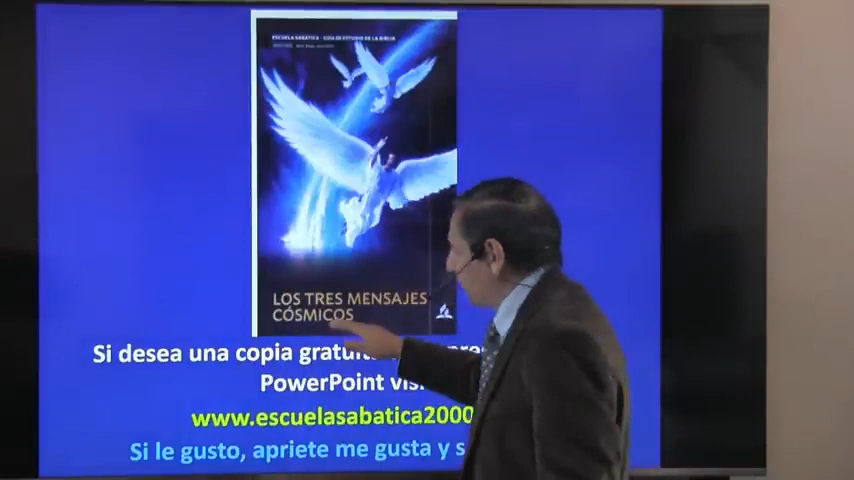 ESCUELA SABÁTICA · GUÍA DE ESTUDIO DE LA BIBLIA
LOS TRES MENSAJES
CÓSMICOS
Si desea una copia gratuita
PowerPoint
www.escuelasabatica2000
Si le gusto, apriete me gusta y s